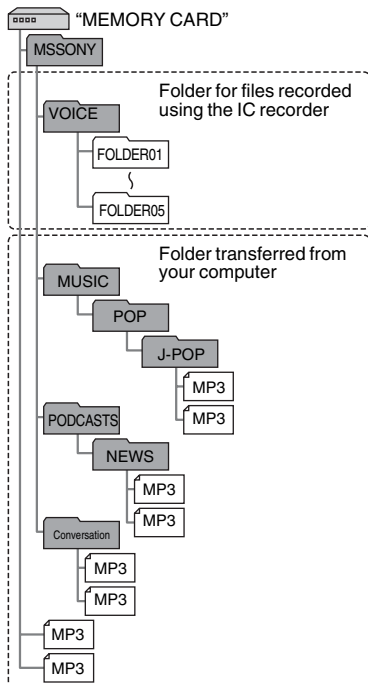 “MEMORY CARD”
MSSONY
Folder for files recorded
using the IC recorder
VOICE
FOLDER01
FOLDER05
Folder transferred from
your computer
MUSIC
POP
J-POP
MP3
MP3
PODCASTS
NEWS
MP3
MP3
Conversation
MP3
MP3
MP3
MP3